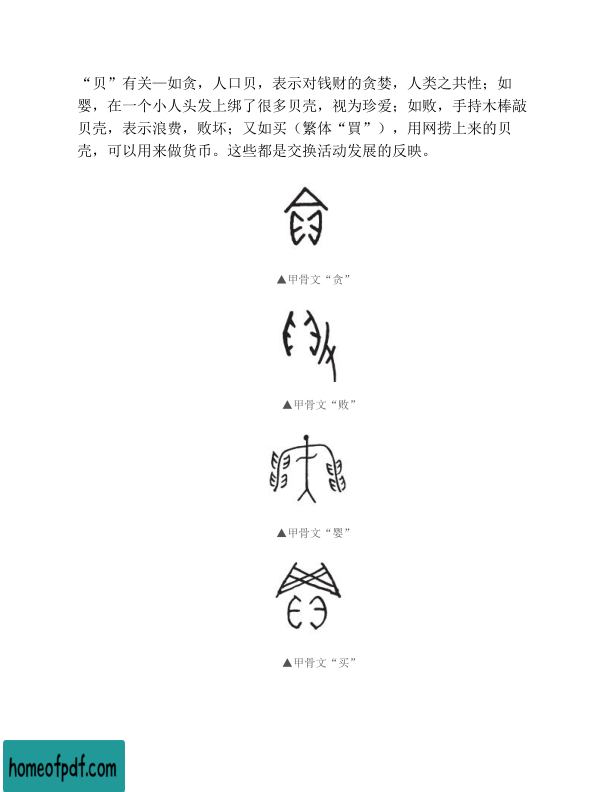 “贝”有关—如贪，人口贝，表示对钱财的贪婪，人类之共性；如
婴，在一个小人头发上绑了很多贝壳，视为珍爱；如败，手持木棒敲
贝壳，表示浪费，败坏；又如买（繁体“買”），用网捞上来的贝
壳，可以用来做货币。这些都是交换活动发展的反映。
▲甲骨文“贪”
▲甲骨文“败”
▲甲骨文“婴”
▲甲骨文“买”
homeofpdf.com